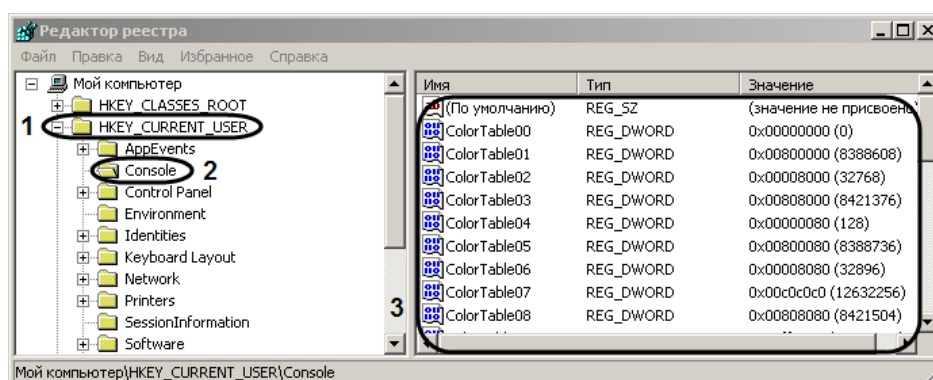 Редактор реестра
Файл Правка Вид Избранное Справка
Мой компьютер
HKEY_CLASSES_ROOT
1 HKEY_CURRENT_USER
AppEvents
Console 2
Control Panel
Environment
Identities
Keyboard Layout
Network
Printers
SessionInformation
Software
3
Имя Тип Значение
(По умолчанию) REG_SZ (значение не присвоено)
ColorTable00 REG_DWORD 0x00000000 (0)
ColorTable01 REG_DWORD 0x00800000 (8388608)
ColorTable02 REG_DWORD 0x00008000 (32768)
ColorTable03 REG_DWORD 0x00808000 (8421376)
ColorTable04 REG_DWORD 0x00000080 (128)
ColorTable05 REG_DWORD 0x00800080 (8388736)
ColorTable06 REG_DWORD 0x00008080 (32896)
ColorTable07 REG_DWORD 0x00c0c0c0 (12632256)
ColorTable08 REG_DWORD 0x00808080 (8421504)
Мой компьютер\HKEY_CURRENT_USER\Console